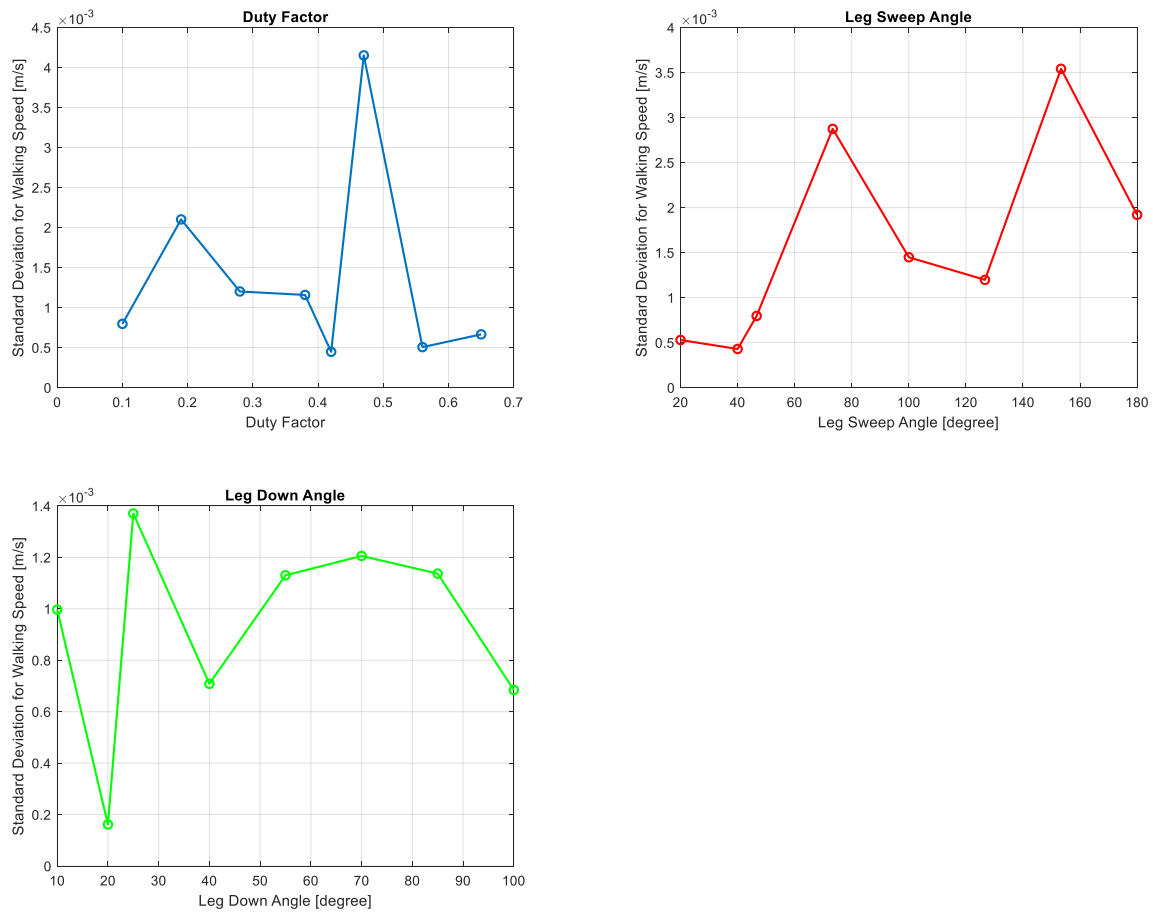 Duty Factor
×10-3
4.5
4
3.5
3
2.5
2
1.5
1
0.5
0
0 0.1 0.2 0.3 0.4 0.5 0.6 0.7
Duty Factor
Standard Deviation for Walking Speed [m/s]
Leg Sweep Angle
×10-3
4
3.5
3
2.5
2
1.5
1
0.5
0
20 40 60 80 100 120 140 160 180
Leg Sweep Angle [degree]
Standard Deviation for Walking Speed [m/s]
Leg Down Angle
×10-3
1.4
1.2
1
0.8
0.6
0.4
0.2
0
10 20 30 40 50 60 70 80 90 100
Leg Down Angle [degree]
Standard Deviation for Walking Speed [m/s]